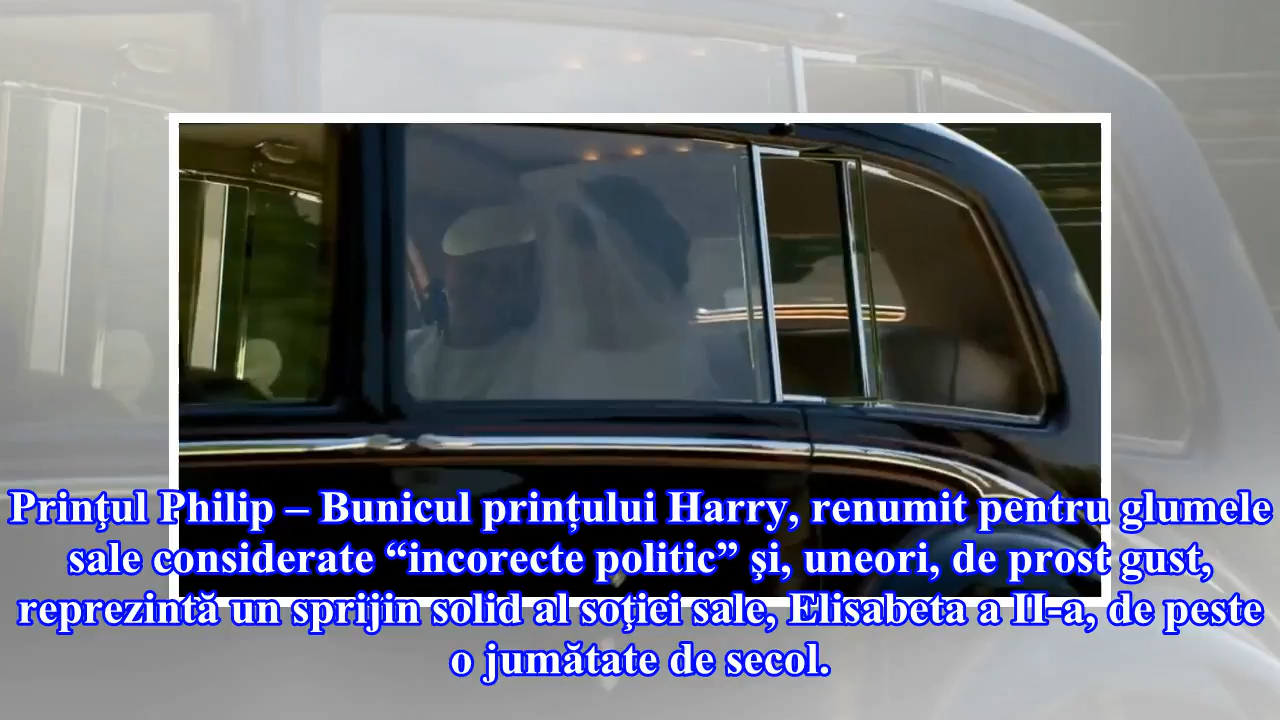 Prinţul Philip – Bunicul prințului Harry, renumit pentru glumele
sale considerate “incorecte politic” şi, uneori, de prost gust,
reprezintă un sprijin solid al soţiei sale, Elisabeta a II-a, de peste
o jumătate de secol.